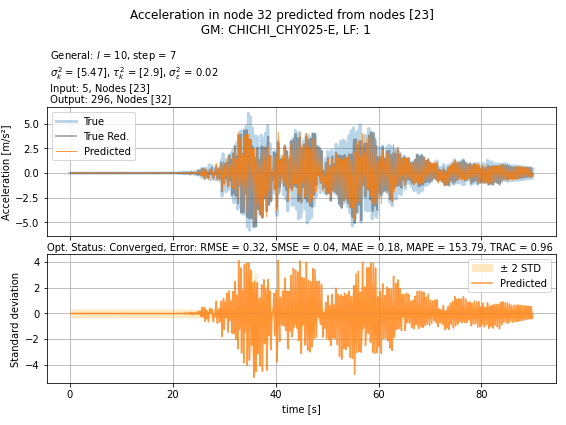 Acceleration in node 32 predicted from nodes [23]
GM: CHICHI_CHY025-E, LF: 1
General: l = 10, step = 7
σ²ₖ = [5.47], τ²ₖ = [2.9], σ²ε = 0.02
Input: 5, Nodes [23]
Output: 296, Nodes [32]
Acceleration [m/s²]
5.0
2.5
0.0
−2.5
−5.0
True
True Red.
Predicted
Opt. Status: Converged, Error: RMSE = 0.32, SMSE = 0.04, MAE = 0.18, MAPE = 153.79, TRAC = 0.96
Standard deviation
4
2
0
−2
−4
± 2 STD
Predicted
0
20
40
60
80
time [s]